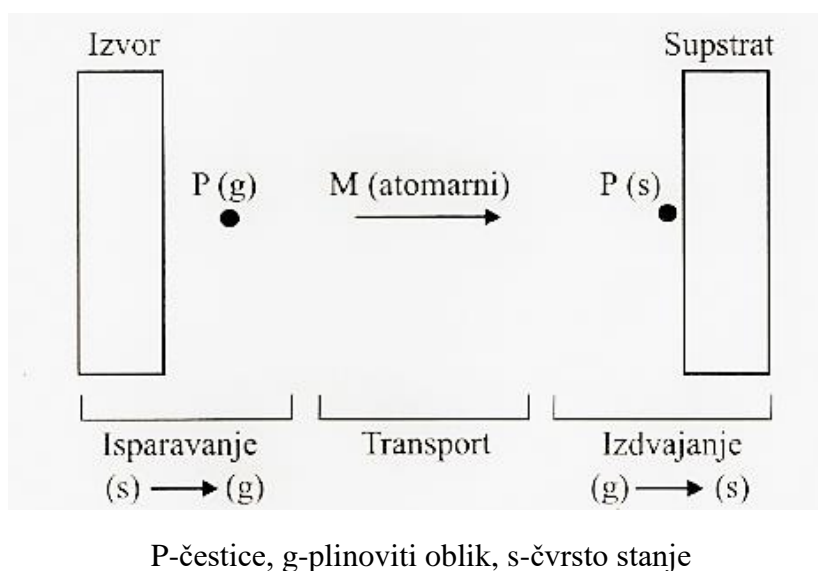 Izvor Supstrat
P (g) M (atomarni) P (s)
Isparavanje Transport Izdvajanje
(s) → (g) (g) → (s)
P-čestice, g-plinoviti oblik, s-čvrsto stanje